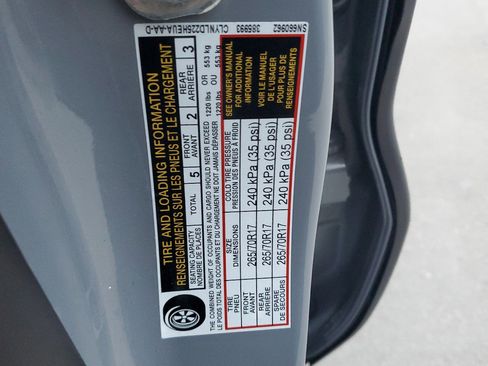 TIRE AND LOADING INFORMATION
RENSEIGNEMENTS SUR LES PNEUS ET LE CHARGEMENT
SEATING CAPACITY
NOMBRE DE PLACES
TOTAL 5
FRONT
AVANT 2
REAR
ARRIÈRE 3
THE COMBINED WEIGHT OF OCCUPANTS AND CARGO SHOULD NEVER EXCEED 1220 lbs OR 553 kg
LE POIDS TOTAL DES OCCUPANTS ET DU CHARGEMENT NE DOIT JAMAIS DÉPASSER 1220 lbs OU 553 kg
TIRE
PNEU
SIZE
DIMENSIONS
COLD TIRE PRESSURE
PRESSION DES PNEUS À FROID
FRONT
AVANT
265/70R17
240 kPa (35 psi)
REAR
ARRIÈRE
265/70R17
240 kPa (35 psi)
SPARE
DE SECOURS
265/70R17
240 kPa (35 psi)
SEE OWNER'S MANUAL
FOR ADDITIONAL
INFORMATION
VOIR LE MANUEL
DE L'USAGER
POUR PLUS DE
RENSEIGNEMENTS
CLYNLD225HEUA-AA-D
385993
SN660962